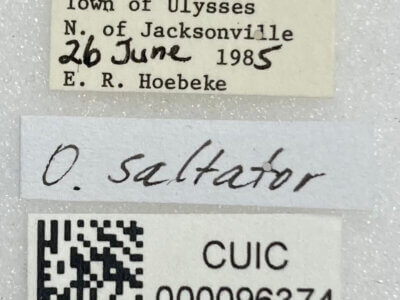 Town of Ulysses
N. of Jacksonville
26 June 1985
E. R. Hoebeke
O. saltator
CUIC
000096374